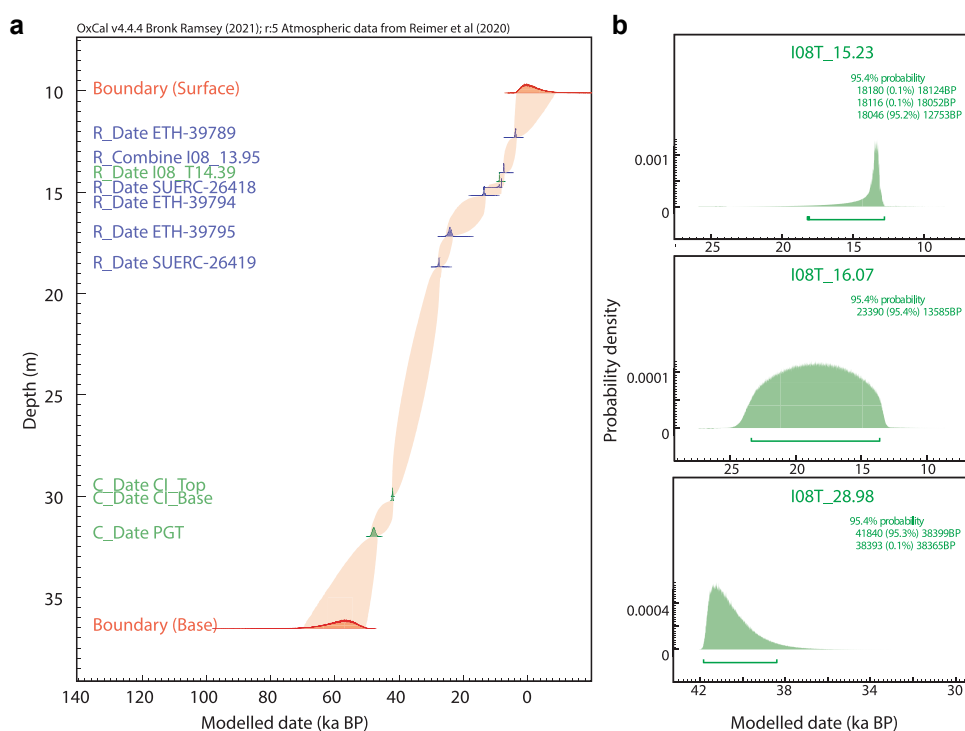 a
OxCal v4.4.4 Bronk Ramsey (2021); r:5 Atmospheric data from Reimer et al (2020)
Boundary (Surface)
R_Date ETH-39789
R_Combine I08_13.95
R_Date I08_T14.39
R_Date SUERC-26418
R_Date ETH-39794
R_Date ETH-39795
R_Date SUERC-26419
C_Date CI_Top
C_Date CI_Base
C_Date PGT
Boundary (Base)
10
15
20
25
30
35
Depth (m)
140 120 100 80 60 40 20 0
Modelled date (ka BP)
b
I08T_15.23
95.4% probability
18180 (0.1%) 18124BP
18116 (0.1%) 18052BP
18046 (95.2%) 12753BP
0.001
0
25 20 15 10
I08T_16.07
95.4% probability
23390 (95.4%) 13585BP
0.0001
0
25 20 15 10
I08T_28.98
95.4% probability
41840 (95.3%) 38399BP
38393 (0.1%) 38365BP
0.0004
0
42 38 34 30
Probability density
Modelled date (ka BP)